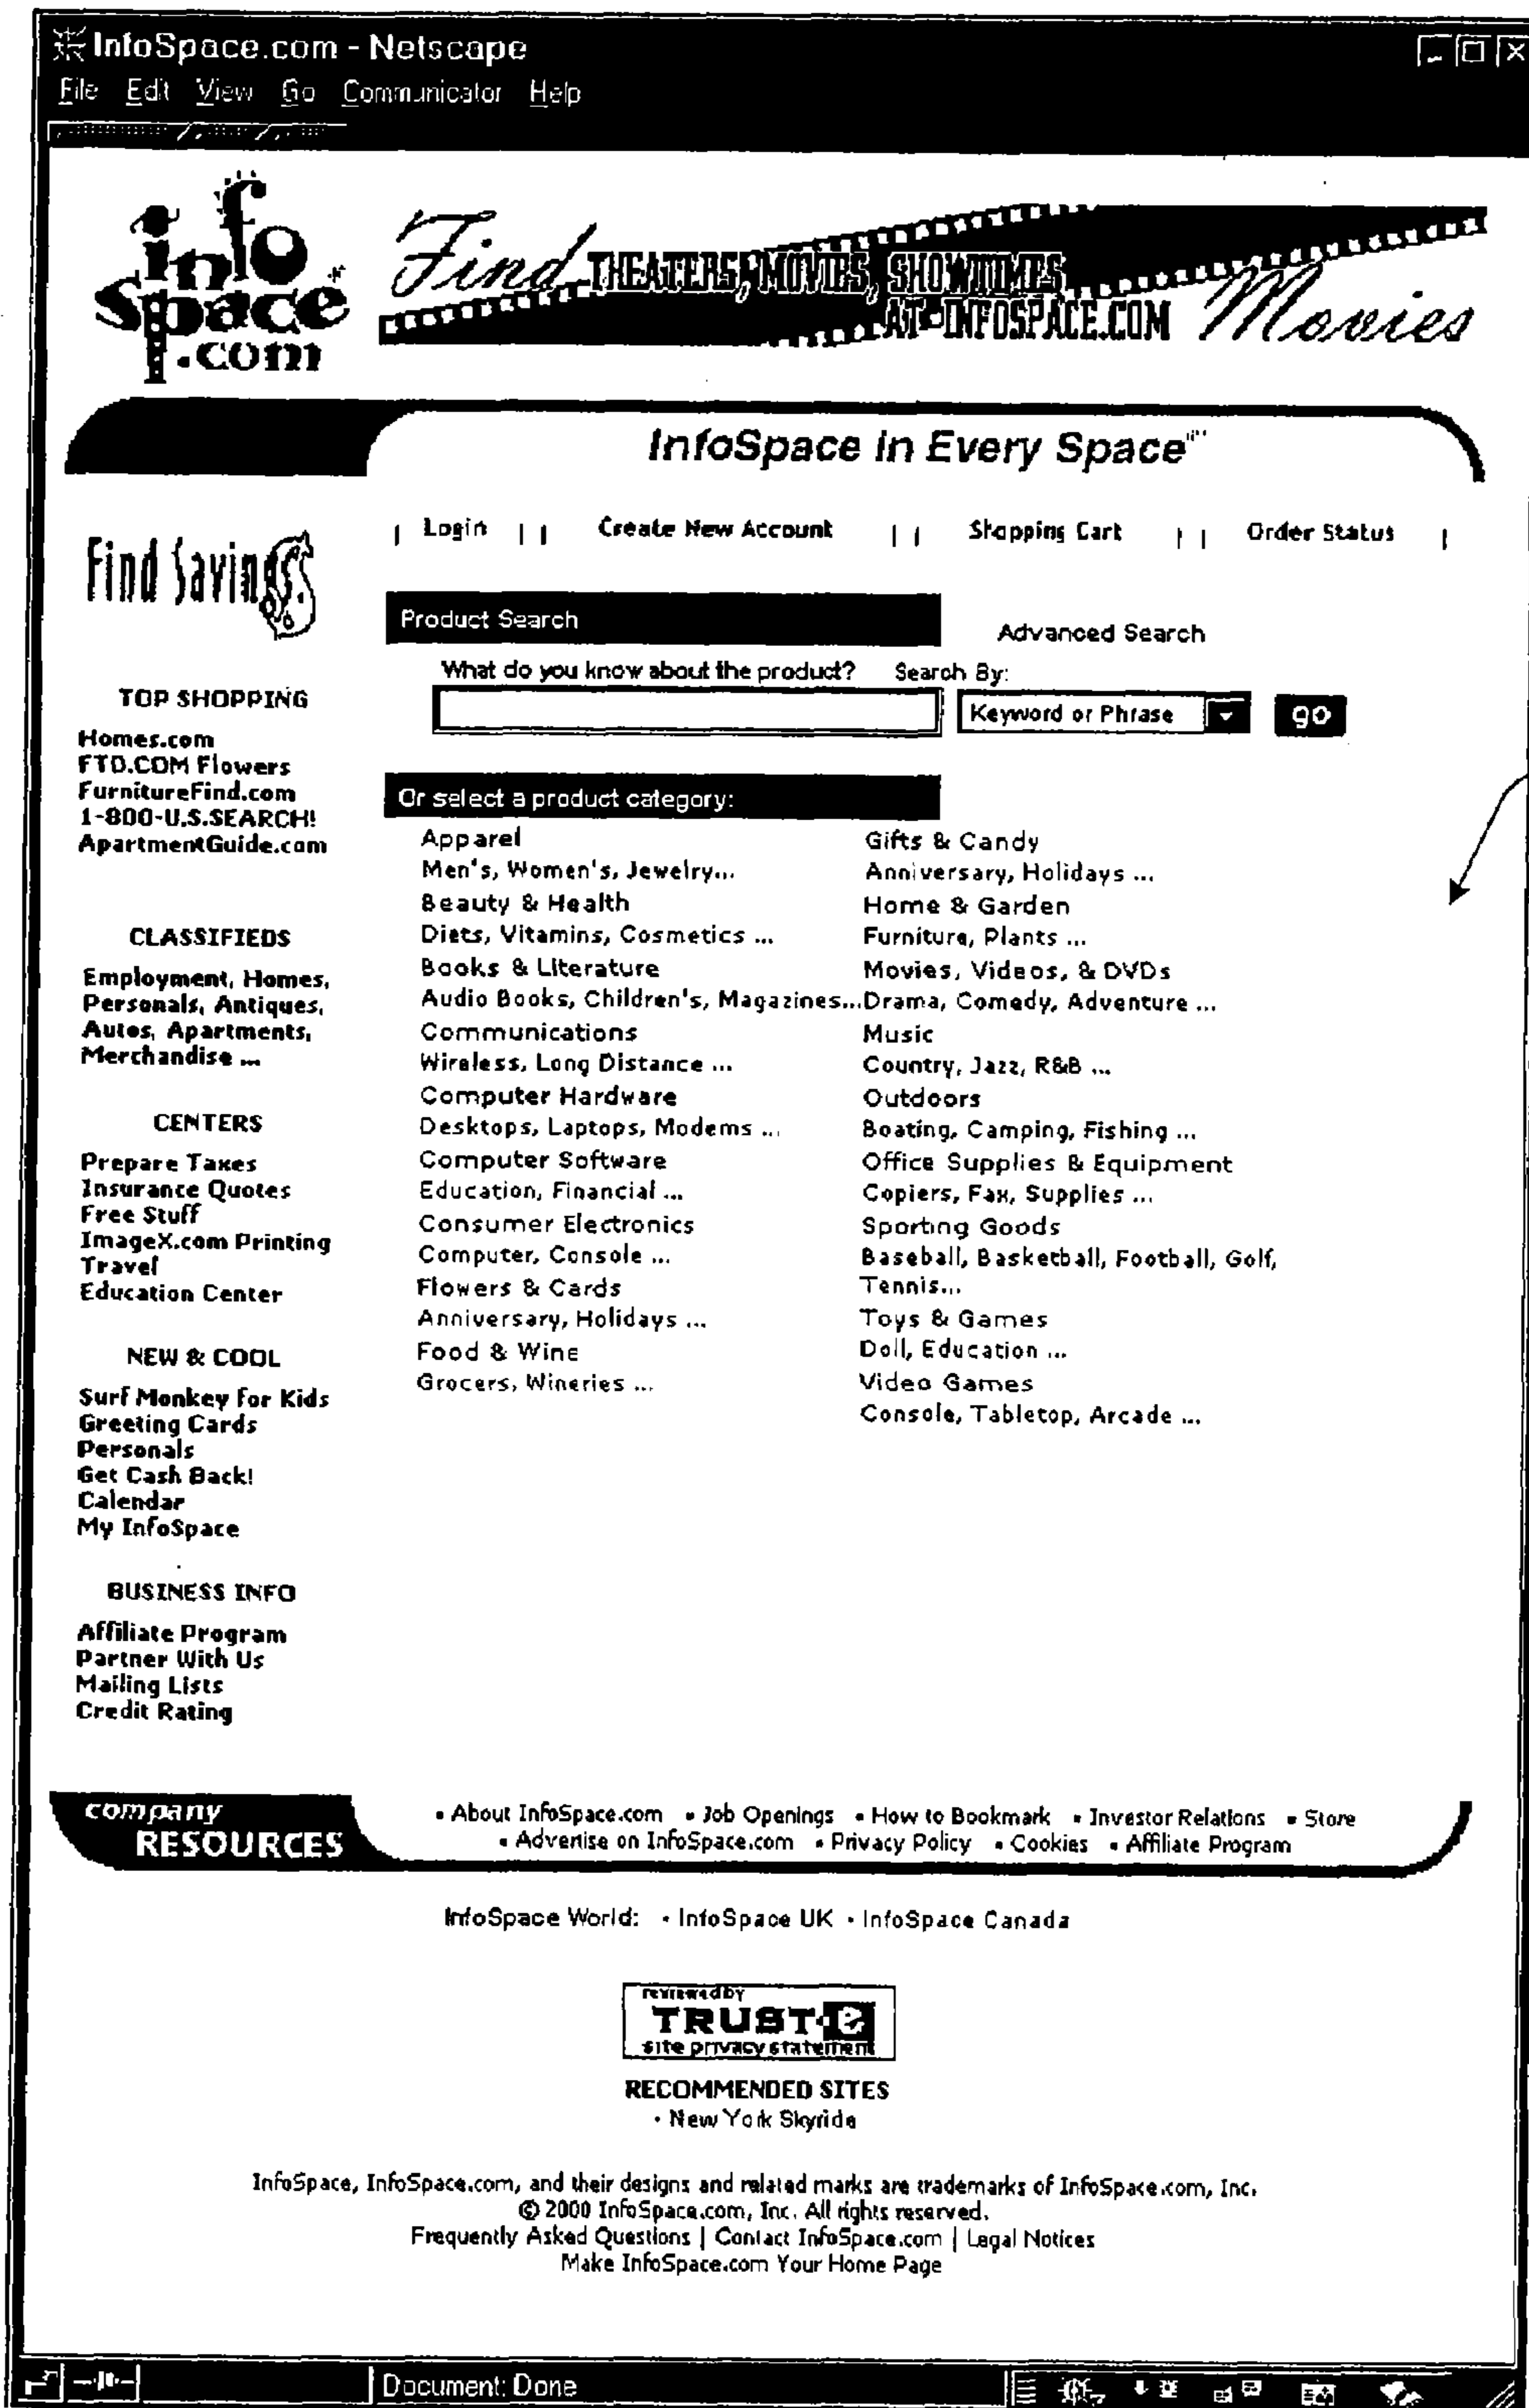 InfoSpace.com - Netscape
File Edit View Go Communicator Help
info
space
.com
Find THEATERS, MOVIES, SHOWTIMES
AT INFOSPACE.COM Movies
InfoSpace in Every Space
Login | | Create New Account | | Shopping Cart | | Order Status |
Find Savings
TOP SHOPPING
Homes.com
FTD.COM Flowers
FurnitureFind.com
1-800-U.S.SEARCH!
ApartmentGuide.com
CLASSIFIEDS
Employment, Homes,
Personals, Antiques,
Autos, Apartments,
Merchandise ...
CENTERS
Prepare Taxes
Insurance Quotes
Free Stuff
ImageX.com Printing
Travel
Education Center
NEW & COOL
Surf Monkey for Kids
Greeting Cards
Personals
Get Cash Back!
Calendar
My InfoSpace
BUSINESS INFO
Affiliate Program
Partner With Us
Mailing Lists
Credit Rating
Product Search
Advanced Search
What do you know about the product? Search By:
Keyword or Phrase go
Or select a product category:
Apparel
Men's, Women's, Jewelry...
Beauty & Health
Diets, Vitamins, Cosmetics ...
Books & Literature
Audio Books, Children's, Magazines...
Communications
Wireless, Long Distance ...
Computer Hardware
Desktops, Laptops, Modems ...
Computer Software
Education, Financial ...
Consumer Electronics
Computer, Console ...
Flowers & Cards
Anniversary, Holidays ...
Food & Wine
Grocers, Wineries ...
Gifts & Candy
Anniversary, Holidays ...
Home & Garden
Furniture, Plants ...
Movies, Videos, & DVDs
Drama, Comedy, Adventure ...
Music
Country, Jazz, R&B ...
Outdoors
Boating, Camping, Fishing ...
Office Supplies & Equipment
Copiers, Fax, Supplies ...
Sporting Goods
Baseball, Basketball, Football, Golf,
Tennis...
Toys & Games
Doll, Education ...
Video Games
Console, Tabletop, Arcade ...
company
RESOURCES
▪ About InfoSpace.com ▪ Job Openings ▪ How to Bookmark ▪ Investor Relations ▪ Store
▪ Advertise on InfoSpace.com ▪ Privacy Policy ▪ Cookies ▪ Affiliate Program
InfoSpace World: • InfoSpace UK • InfoSpace Canada
reviewed by
TRUSTe
site privacy statement
RECOMMENDED SITES
• New York Skyride
InfoSpace, InfoSpace.com, and their designs and related marks are trademarks of InfoSpace.com, Inc.
© 2000 InfoSpace.com, Inc. All rights reserved.
Frequently Asked Questions | Contact InfoSpace.com | Legal Notices
Make InfoSpace.com Your Home Page
Document: Done